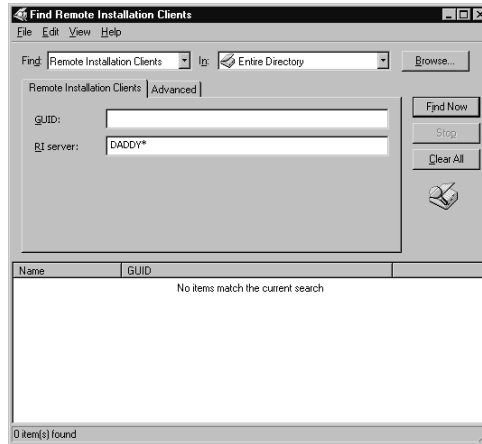 Find Remote Installation Clients
File Edit View Help
Find: Remote Installation Clients In: Entire Directory Browse...
Remote Installation Clients Advanced
GUID:
RI server: DADDY*
Find Now
Stop
Clear All
Name GUID
No items match the current search
0 item(s) found